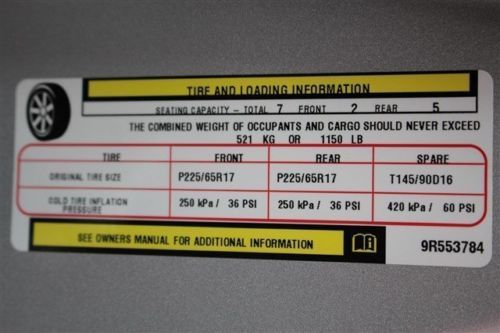 TIRE AND LOADING INFORMATION
SEATING CAPACITY - TOTAL 7 FRONT 2 REAR 5
THE COMBINED WEIGHT OF OCCUPANTS AND CARGO SHOULD NEVER EXCEED
521 KG OR 1150 LB
TIRE FRONT REAR SPARE
ORIGINAL TIRE SIZE P225/65R17 P225/65R17 T145/90D16
COLD TIRE INFLATION PRESSURE 250 kPa / 36 PSI 250 kPa / 36 PSI 420 kPa / 60 PSI
SEE OWNERS MANUAL FOR ADDITIONAL INFORMATION
9R553784